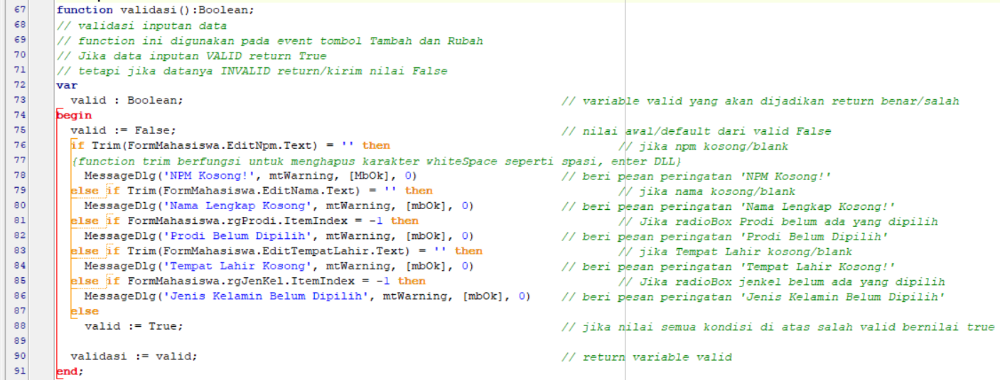 67 function validasi():Boolean;
68 // validasi inputan data
69 // function ini digunakan pada event tombol Tambah dan Rubah
70 // Jika data inputan VALID return True
71 // tetapi jika datanya INVALID return/kirim nilai False
72 var
73 valid : Boolean; // variable valid yang akan dijadikan return benar/salah
74 begin
75 valid := False; // nilai awal/default dari valid False
76 if Trim(FormMahasiswa.EditNpm.Text) = '' then // jika npm kosong/blank
77 {function trim berfungsi untuk menghapus karakter whiteSpace seperti spasi, enter DLL}
78 MessageDlg('NPM Kosong!', mtWarning, [MbOk], 0) // beri pesan peringatan 'NPM Kosong!'
79 else if Trim(FormMahasiswa.EditNama.Text) = '' then // jika nama kosong/blank
80 MessageDlg('Nama Lengkap Kosong', mtWarning, [mbOk], 0) // beri pesan peringatan 'Nama Lengkap Kosong!'
81 else if FormMahasiswa.rgProdi.ItemIndex = -1 then // Jika radioBox Prodi belum ada yang dipilih
82 MessageDlg('Prodi Belum Dipilih', mtWarning, [mbOk], 0) // beri pesan peringatan 'Prodi Belum Dipilih'
83 else if Trim(FormMahasiswa.EditTempatLahir.Text) = '' then // jika Tempat Lahir kosong/blank
84 MessageDlg('Tempat Lahir Kosong', mtWarning, [mbOk], 0) // beri pesan peringatan 'Tempat Lahir Kosong!'
85 else if FormMahasiswa.rgJenKel.ItemIndex = -1 then // Jika radioBox jenkel belum ada yang dipilih
86 MessageDlg('Jenis Kelamin Belum Dipilih', mtWarning, [mbOk], 0) // beri pesan peringatan 'Jenis Kelamin Belum Dipilih'
87 else
88 valid := True; // jika nilai semua kondisi di atas salah valid bernilai true
89
90 validasi := valid; // return variable valid
91 end;